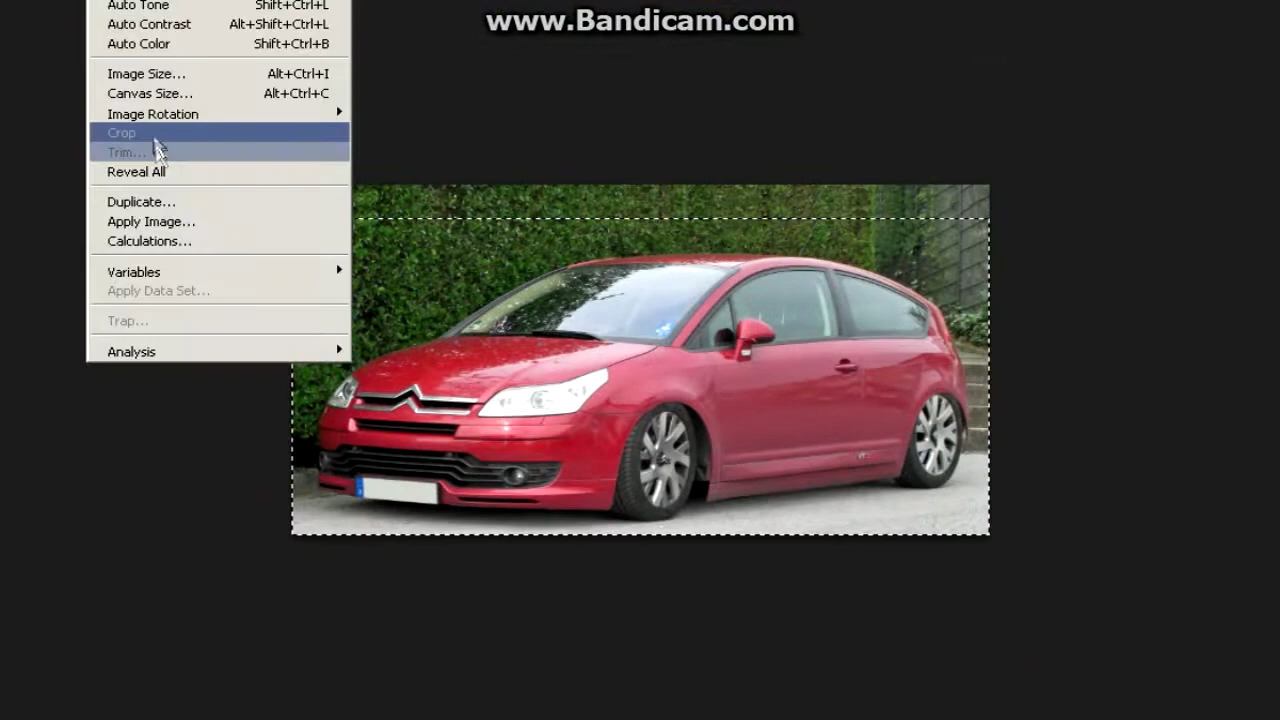 www.Bandicam.com
Auto Tone Shift+Ctrl+L
Auto Contrast Alt+Shift+Ctrl+L
Auto Color Shift+Ctrl+B
Image Size... Alt+Ctrl+I
Canvas Size... Alt+Ctrl+C
Image Rotation
Crop
Trim...
Reveal All
Duplicate...
Apply Image...
Calculations...
Variables
Apply Data Set...
Trap...
Analysis